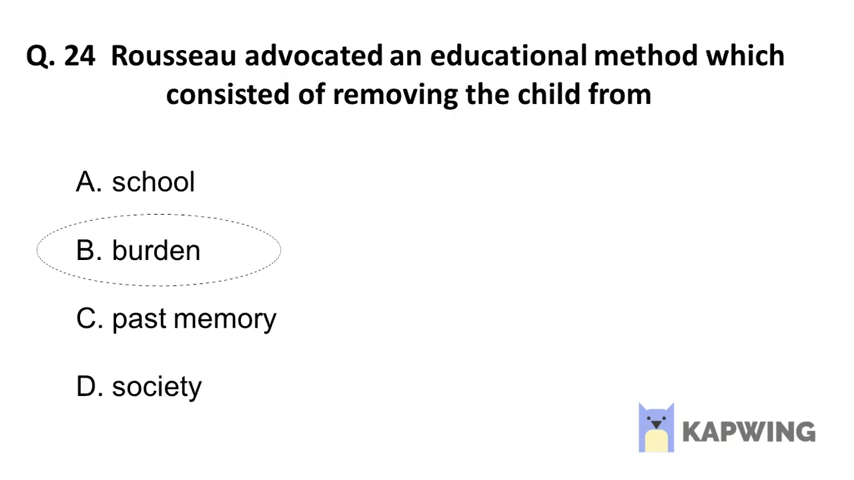 Q. 24 Rousseau advocated an educational method which
consisted of removing the child from
A. school
B. burden
C. past memory
D. society
KAPWING